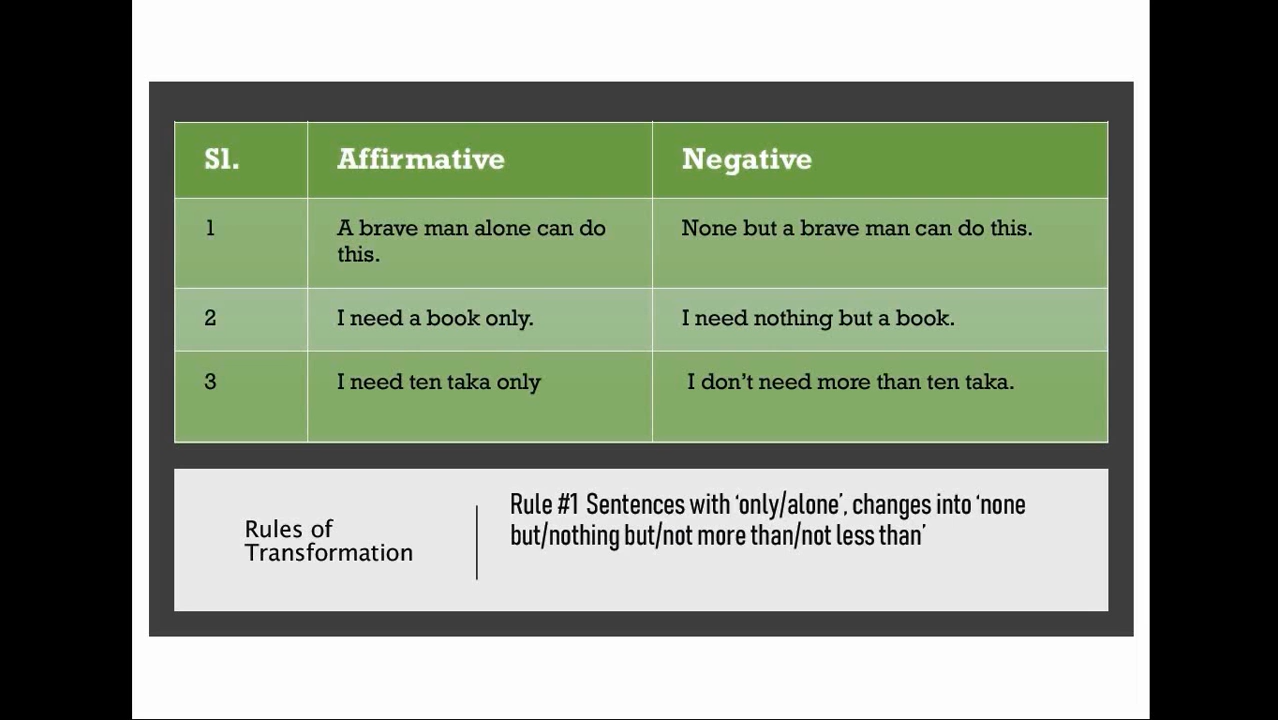 Sl.
Affirmative
Negative
1
A brave man alone can do
this.
None but a brave man can do this.
2
I need a book only.
I need nothing but a book.
3
I need ten taka only
I don’t need more than ten taka.
Rules of
Transformation
Rule #1 Sentences with ‘only/alone’, changes into ‘none
but/nothing but/not more than/not less than’